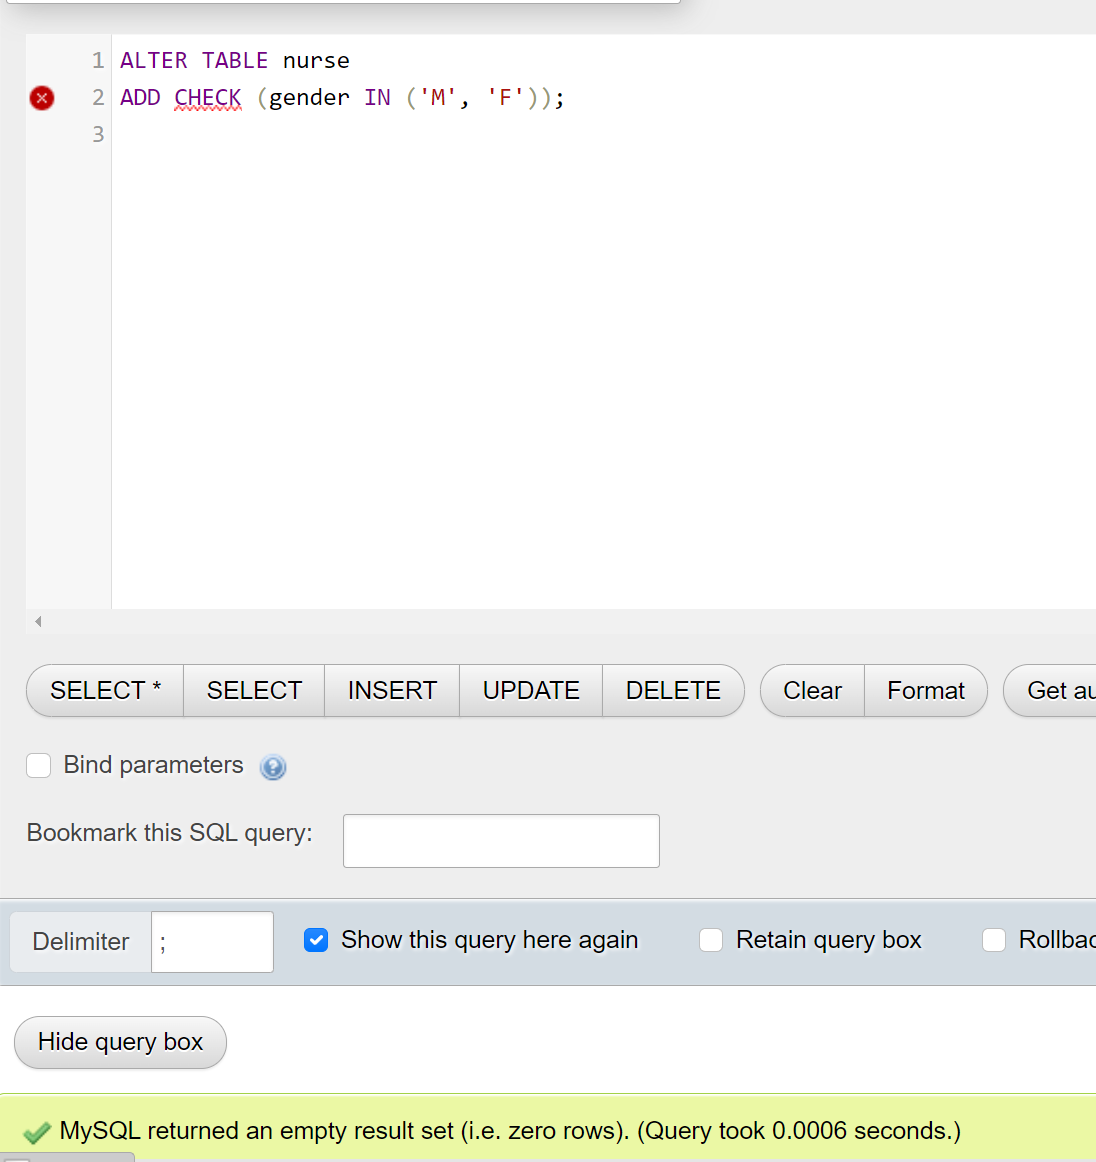 1 ALTER TABLE nurse
2 ADD CHECK (gender IN ('M', 'F'));
3
SELECT * SELECT INSERT UPDATE DELETE Clear Format Get au
Bind parameters
Bookmark this SQL query:
Delimiter ; Show this query here again Retain query box Rollbac
Hide query box
MySQL returned an empty result set (i.e. zero rows). (Query took 0.0006 seconds.)